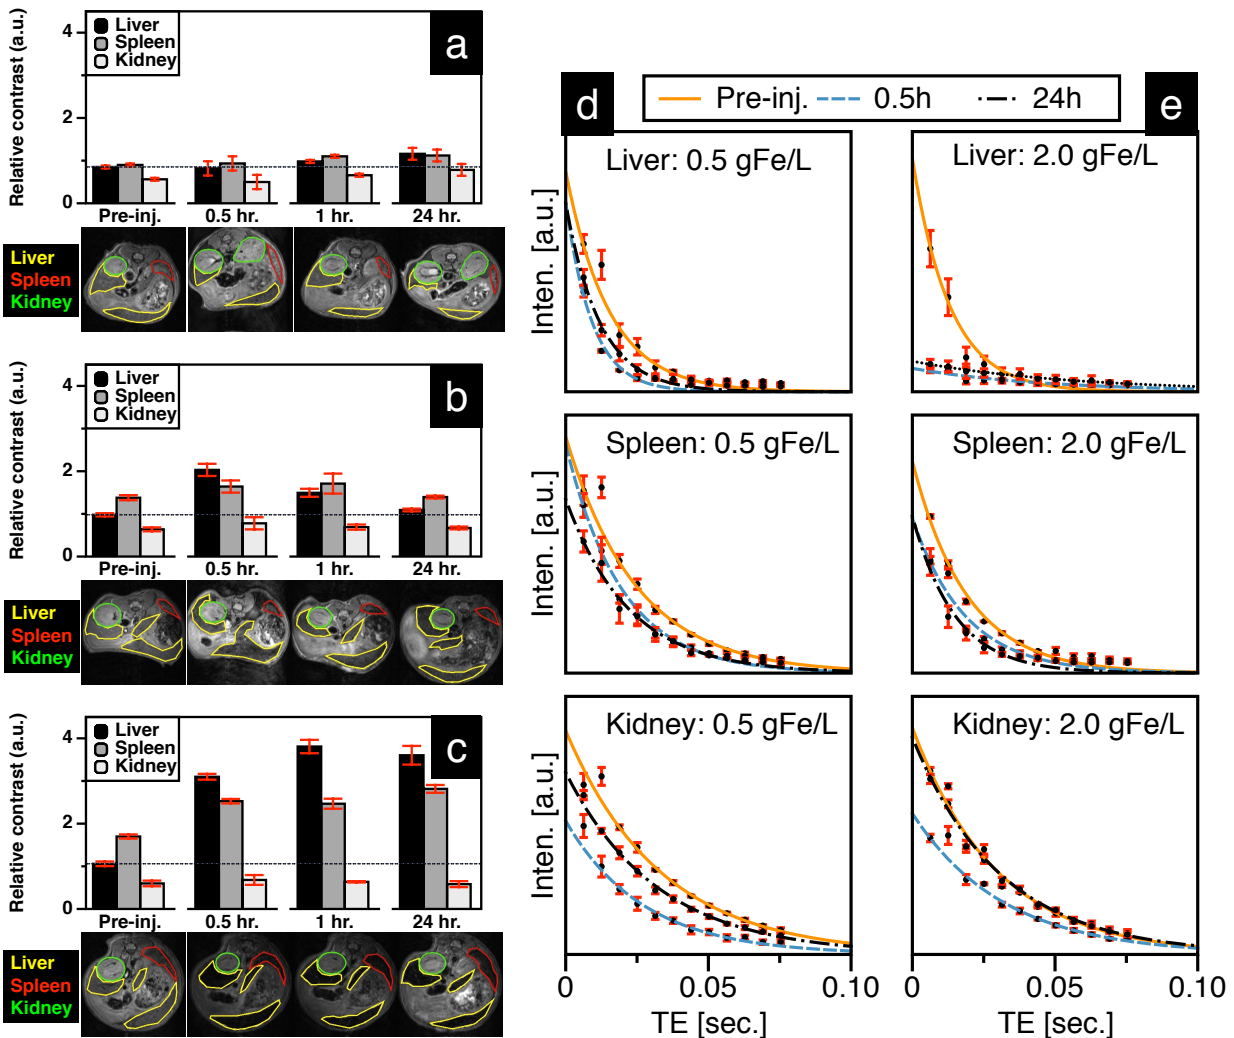 Relative contrast (a.u.)
4
2
0
Liver
Spleen
Kidney
a
Pre-inj. 0.5 hr. 1 hr. 24 hr.
Liver
Spleen
Kidney
Relative contrast (a.u.)
4
2
0
Liver
Spleen
Kidney
b
Pre-inj. 0.5 hr. 1 hr. 24 hr.
Liver
Spleen
Kidney
Relative contrast (a.u.)
4
2
0
Liver
Spleen
Kidney
c
Pre-inj. 0.5 hr. 1 hr. 24 hr.
Liver
Spleen
Kidney
d
Pre-inj. 0.5h 24h
e
Liver: 0.5 gFe/L
Inten. [a.u.]
Liver: 2.0 gFe/L
Spleen: 0.5 gFe/L
Inten. [a.u.]
Spleen: 2.0 gFe/L
Kidney: 0.5 gFe/L
Inten. [a.u.]
Kidney: 2.0 gFe/L
0 0.05 0.10
TE [sec.]
0 0.05 0.10
TE [sec.]